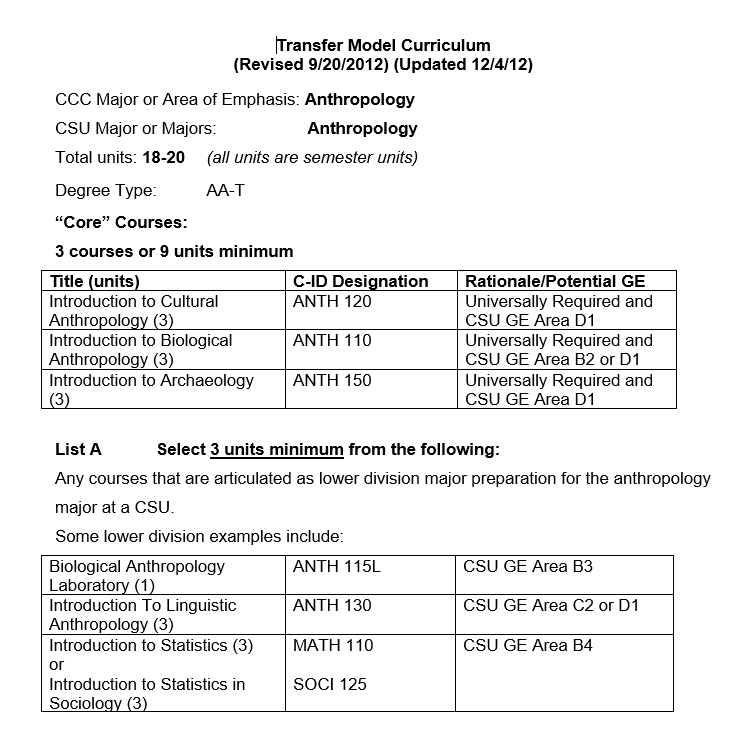 Transfer Model Curriculum
(Revised 9/20/2012) (Updated 12/4/12)
CCC Major or Area of Emphasis: Anthropology
CSU Major or Majors: Anthropology
Total units: 18-20 (all units are semester units)
Degree Type: AA-T
“Core” Courses:
3 courses or 9 units minimum
Title (units) C-ID Designation Rationale/Potential GE
Introduction to Cultural ANTH 120 Universally Required and
Anthropology (3) CSU GE Area D1
Introduction to Biological ANTH 110 Universally Required and
Anthropology (3) CSU GE Area B2 or D1
Introduction to Archaeology ANTH 150 Universally Required and
(3) CSU GE Area D1
List A Select 3 units minimum from the following:
Any courses that are articulated as lower division major preparation for the anthropology
major at a CSU.
Some lower division examples include:
Biological Anthropology ANTH 115L CSU GE Area B3
Laboratory (1)
Introduction To Linguistic ANTH 130 CSU GE Area C2 or D1
Anthropology (3)
Introduction to Statistics (3) MATH 110 CSU GE Area B4
or
Introduction to Statistics in SOCI 125
Sociology (3)